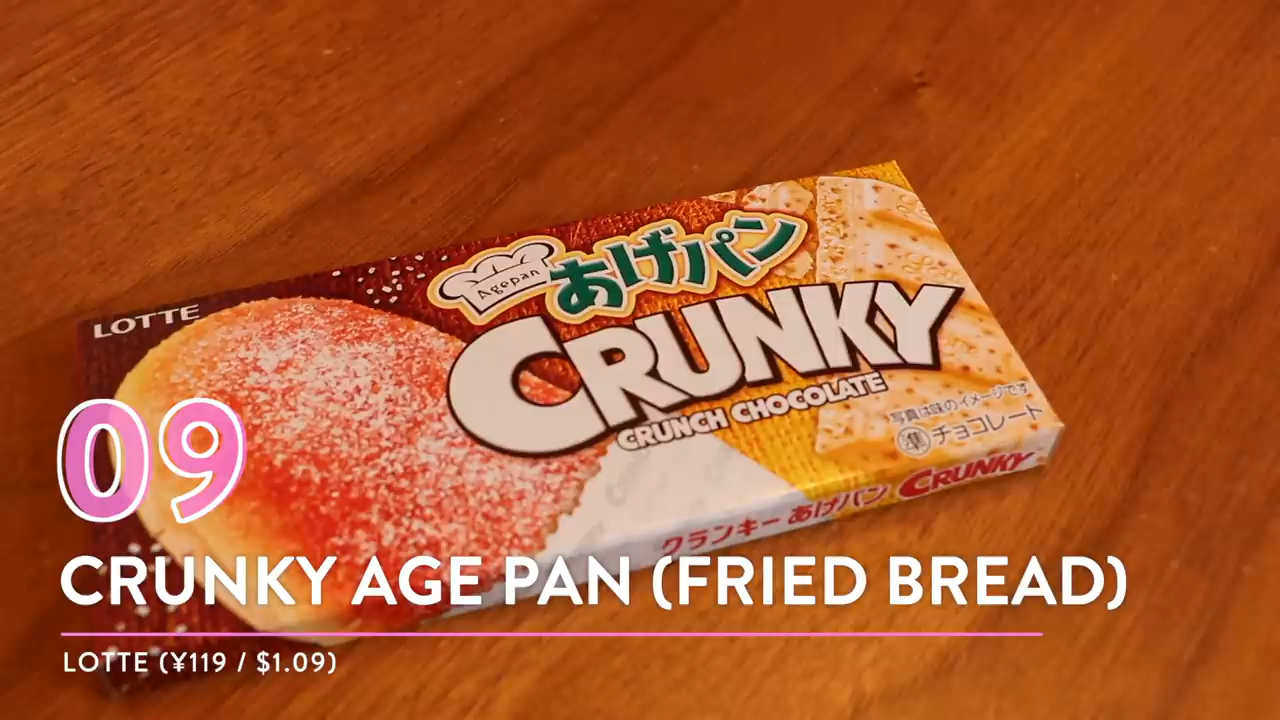 LOTTE
Agepan
あげパン
CRUNKY
CRUNCH CHOCOLATE
写真は味のイメージです
準 チョコレート
クランキー あげパン CRUNKY
09
CRUNKY AGE PAN (FRIED BREAD)
LOTTE (¥119 / $1.09)